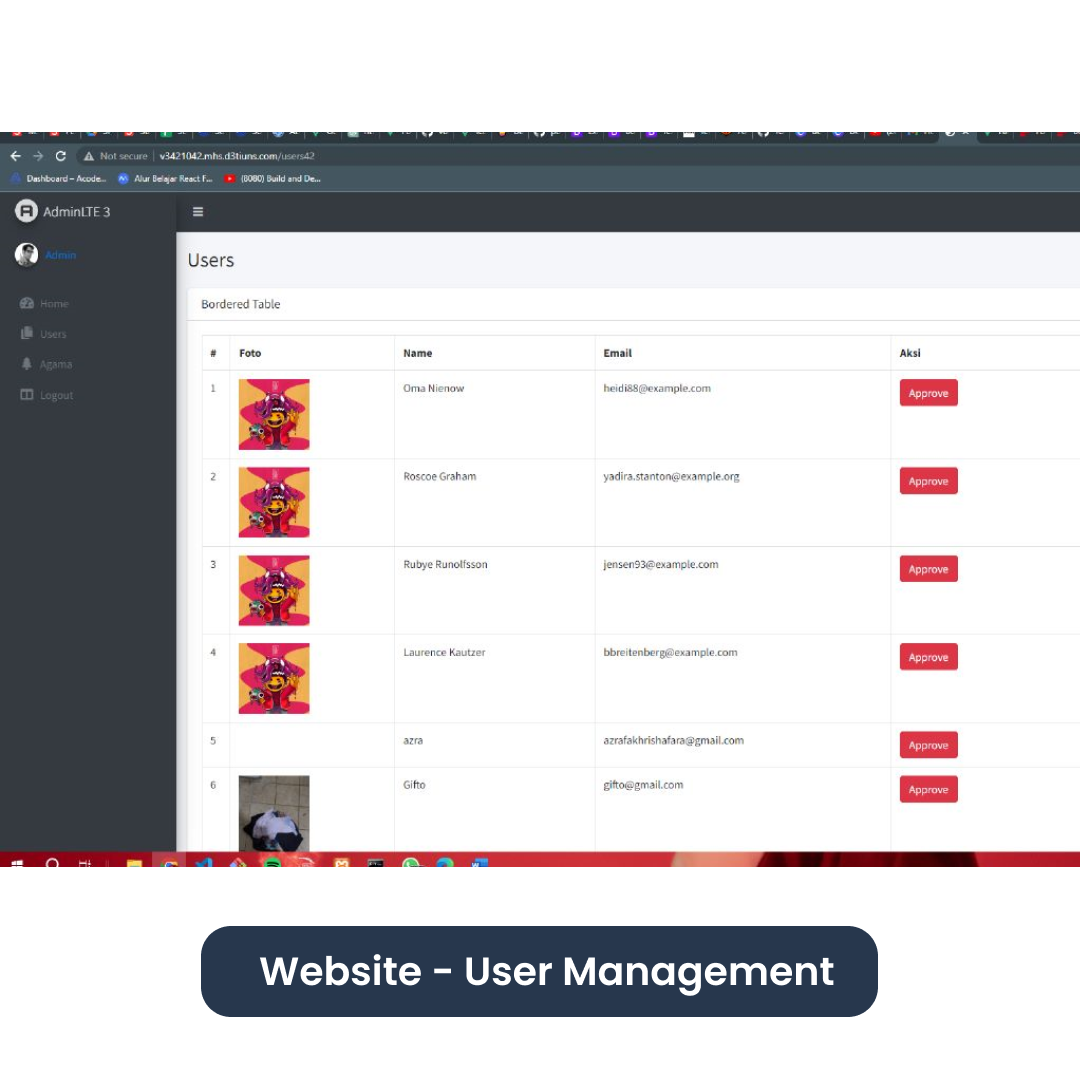 Not secure v3421042.mhs.d3tiuns.com/users42
Dashboard – Acode... Alur Belajar React F... (8080) Build and De...
AdminLTE 3
Admin
Home
Users
Agama
Logout
Users
Bordered Table
# Foto Name Email Aksi
1 Oma Nienow heidi88@example.com Approve
2 Roscoe Graham yadira.stanton@example.org Approve
3 Rubye Runolfsson jensen93@example.com Approve
4 Laurence Kautzer bbreitenberg@example.com Approve
5 azra azrafakhrishafara@gmail.com Approve
6 Gifto gifto@gmail.com Approve
Website - User Management